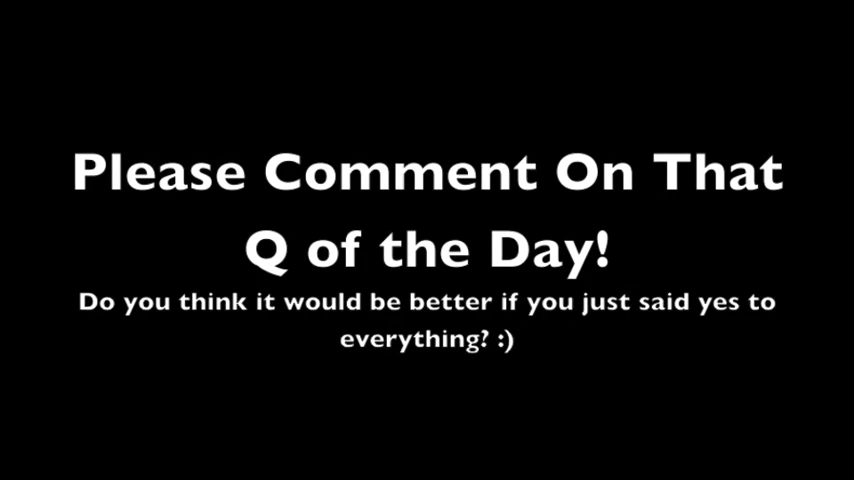 Please Comment On That
Q of the Day!
Do you think it would be better if you just said yes to
everything? :)